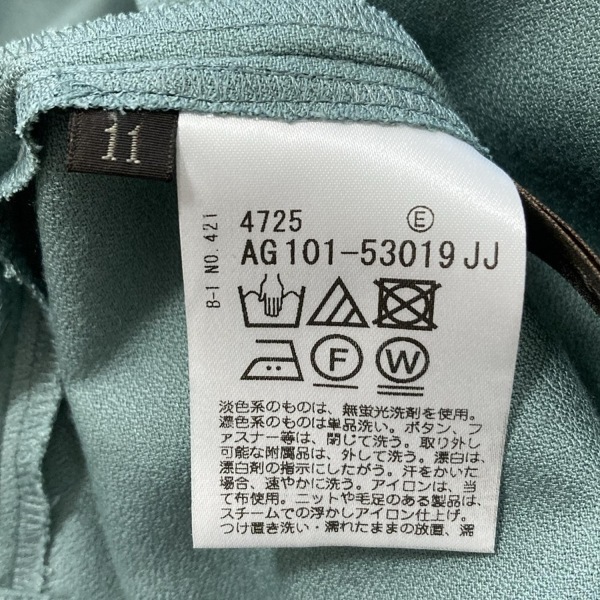 11
B-1 NO.421
4725 E
AG101-53019JJ
F W
淡色系のものは、無蛍光洗剤を使用。
濃色系のものは単品洗い。ボタン、フ
ァスナー等は、閉じて洗う。取り外し
可能な附属品は、外して洗う。漂白は、
漂白剤の指示にしたがう。汗をかいた
場合、速やかに洗う。アイロンは、当
て布使用。ニットや毛足のある製品は、
スチームでの浮かしアイロン仕上げ。
つけ置き洗い・濡れたままの放置、濡